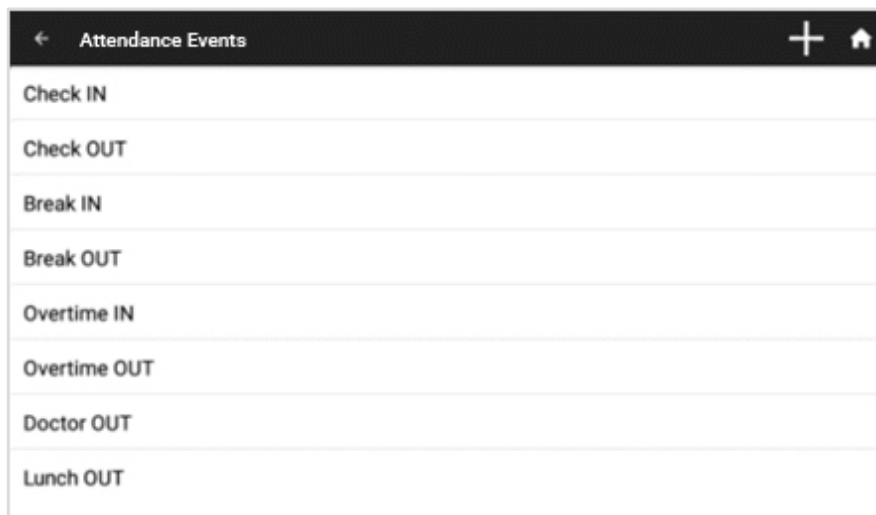 Attendance Events
Check IN
Check OUT
Break IN
Break OUT
Overtime IN
Overtime OUT
Doctor OUT
Lunch OUT